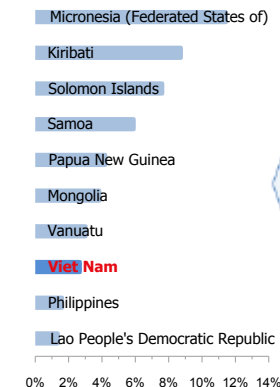 Micronesia (Federated States of)
Kiribati
Solomon Islands
Samoa
Papua New Guinea
Mongolia
Vanuatu
Viet Nam
Philippines
Lao People's Democratic Republic
0% 2% 4% 6% 8% 10% 12% 14%